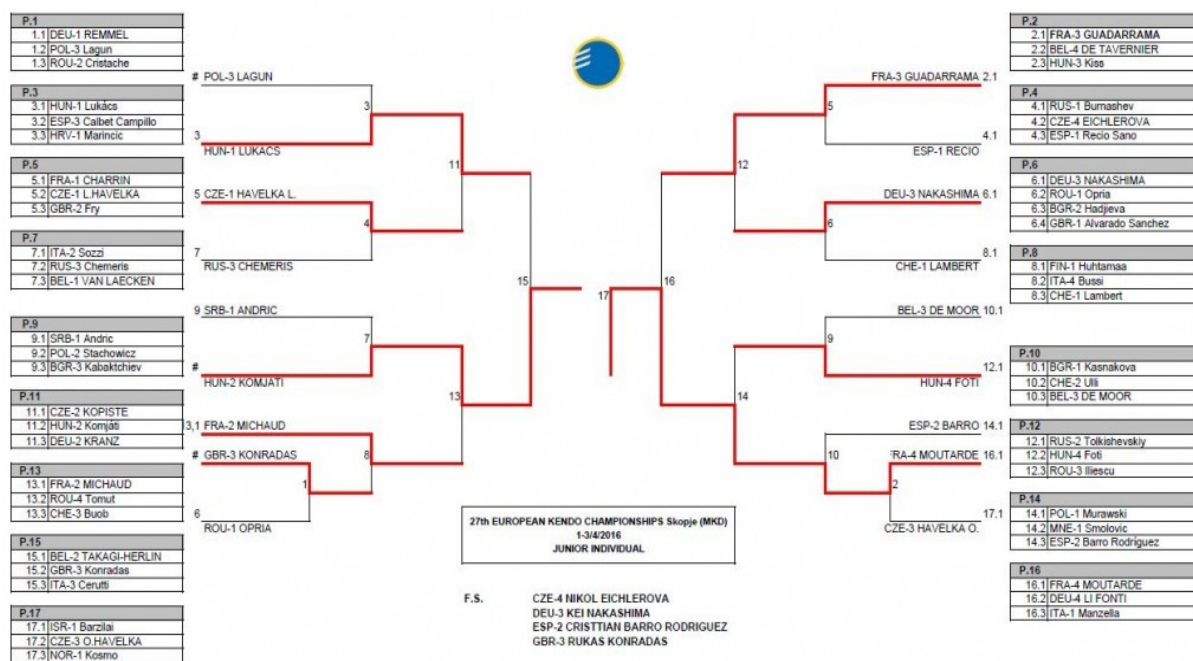 P.1
1.1 DEU-1 REMMEL
1.2 POL-3 Lagun
1.3 ROU-2 Cristache
P.3
3.1 HUN-1 Lukács
3.2 ESP-3 Calbet Campillo
3.3 HRV-1 Marincic
P.5
5.1 FRA-1 CHARRIN
5.2 CZE-1 L.HAVELKA
5.3 GBR-2 Fry
P.7
7.1 ITA-2 Sozzi
7.2 RUS-3 Chemeris
7.3 BEL-1 VAN LAECKEN
P.9
9.1 SRB-1 Andric
9.2 POL-2 Stachowicz
9.3 BGR-3 Kabaktchiev
P.11
11.1 CZE-2 KOPISTE
11.2 HUN-2 Komjáti
11.3 DEU-2 KRANZ
P.13
13.1 FRA-2 MICHAUD
13.2 ROU-4 Tomut
13.3 CHE-3 Buob
P.15
15.1 BEL-2 TAKAGI-HERLIN
15.2 GBR-3 Konradas
15.3 ITA-3 Cerutti
P.17
17.1 ISR-1 Barzilai
17.2 CZE-3 O.HAVELKA
17.3 NOR-1 Kosmo
# POL-3 LAGUN
3
3
HUN-1 LUKACS
11
5 CZE-1 HAVELKA L.
4
7
RUS-3 CHEMERIS
15
9 SRB-1 ANDRIC
7
#
HUN-2 KOMJATI
13
3,1 FRA-2 MICHAUD
# GBR-3 KONRADAS
8
1
6
ROU-1 OPRIA
17
16
FRA-3 GUADARRAMA 2.1
5
4.1
ESP-1 RECIO
12
DEU-3 NAKASHIMA 6.1
6
8.1
CHE-1 LAMBERT
BEL-3 DE MOOR 10.1
9
12.1
HUN-4 FOTI
14
ESP-2 BARRO 14.1
10
FRA-4 MOUTARDE 16.1
2
17.1
CZE-3 HAVELKA O.
P.2
2.1 FRA-3 GUADARRAMA
2.2 BEL-4 DE TAVERNIER
2.3 HUN-3 Kiss
P.4
4.1 RUS-1 Burnashev
4.2 CZE-4 EICHLEROVA
4.3 ESP-1 Recio Sano
P.6
6.1 DEU-3 NAKASHIMA
6.2 ROU-1 Opria
6.3 BGR-2 Hadjieva
6.4 GBR-1 Alvarado Sanchez
P.8
8.1 FIN-1 Huhtamaa
8.2 ITA-4 Bussi
8.3 CHE-1 Lambert
P.10
10.1 BGR-1 Kasnakova
10.2 CHE-2 Ulli
10.3 BEL-3 DE MOOR
P.12
12.1 RUS-2 Tolkishevskiy
12.2 HUN-4 Foti
12.3 ROU-3 Iliescu
P.14
14.1 POL-1 Murawski
14.2 MNE-1 Smolovic
14.3 ESP-2 Barro Rodríguez
P.16
16.1 FRA-4 MOUTARDE
16.2 DEU-4 LI FONTI
16.3 ITA-1 Manzella
27th EUROPEAN KENDO CHAMPIONSHIPS Skopje (MKD)
1-3/4/2016
JUNIOR INDIVIDUAL
F.S. CZE-4 NIKOL EICHLEROVA
DEU-3 KEI NAKASHIMA
ESP-2 CRISTTIAN BARRO RODRIGUEZ
GBR-3 RUKAS KONRADAS